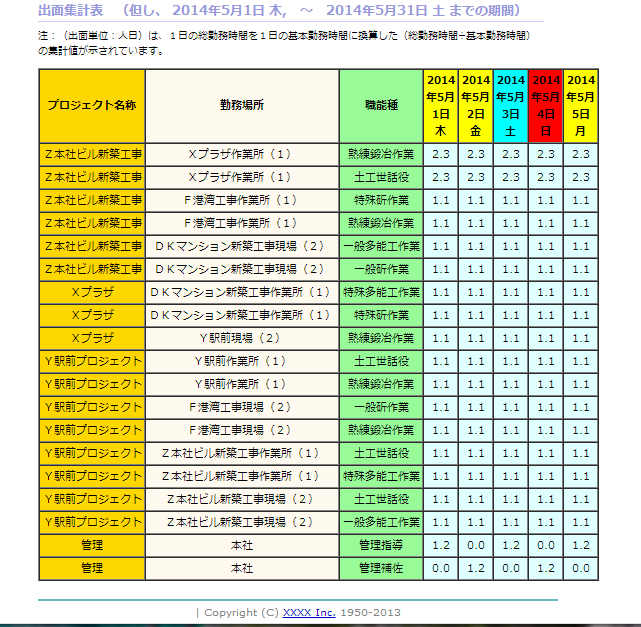 出面集計表　（但し、 2014年5月1日 木,　～　2014年5月31日 土 までの期間）
注：（出面単位：人日）は、１日の総勤務時間を１日の基本勤務時間に換算した（総勤務時間÷基本勤務時間）
の集計値が示されています。
プロジェクト名称 勤務場所 職能種 2014年5月1日 木 2014年5月2日 金 2014年5月3日 土 2014年5月4日 日 2014年5月5日 月
Ｚ本社ビル新築工事 Ｘプラザ作業所（１） 熟練鍛冶作業 2.3 2.3 2.3 2.3 2.3
Ｚ本社ビル新築工事 Ｘプラザ作業所（１） 土工世話役 2.3 2.3 2.3 2.3 2.3
Ｚ本社ビル新築工事 Ｆ港湾工事作業所（１） 特殊研作業 1.1 1.1 1.1 1.1 1.1
Ｚ本社ビル新築工事 Ｆ港湾工事作業所（１） 熟練鍛冶作業 1.1 1.1 1.1 1.1 1.1
Ｚ本社ビル新築工事 ＤＫマンション新築工事現場（２） 一般多能工作業 1.1 1.1 1.1 1.1 1.1
Ｚ本社ビル新築工事 ＤＫマンション新築工事現場（２） 一般研作業 1.1 1.1 1.1 1.1 1.1
Ｘプラザ ＤＫマンション新築工事作業所（１） 特殊多能工作業 1.1 1.1 1.1 1.1 1.1
Ｘプラザ ＤＫマンション新築工事作業所（１） 特殊研作業 1.1 1.1 1.1 1.1 1.1
Ｘプラザ Ｙ駅前現場（２） 熟練鍛冶作業 1.1 1.1 1.1 1.1 1.1
Ｙ駅前プロジェクト Ｙ駅前作業所（１） 土工世話役 1.1 1.1 1.1 1.1 1.1
Ｙ駅前プロジェクト Ｙ駅前作業所（１） 熟練鍛冶作業 1.1 1.1 1.1 1.1 1.1
Ｙ駅前プロジェクト Ｆ港湾工事現場（２） 一般研作業 1.1 1.1 1.1 1.1 1.1
Ｙ駅前プロジェクト Ｆ港湾工事現場（２） 熟練鍛冶作業 1.1 1.1 1.1 1.1 1.1
Ｙ駅前プロジェクト Ｚ本社ビル新築工事作業所（１） 土工世話役 1.1 1.1 1.1 1.1 1.1
Ｙ駅前プロジェクト Ｚ本社ビル新築工事作業所（１） 特殊多能工作業 1.1 1.1 1.1 1.1 1.1
Ｙ駅前プロジェクト Ｚ本社ビル新築工事現場（２） 土工世話役 1.1 1.1 1.1 1.1 1.1
Ｙ駅前プロジェクト Ｚ本社ビル新築工事現場（２） 一般多能工作業 1.1 1.1 1.1 1.1 1.1
管理 本社 管理指導 1.2 0.0 1.2 0.0 1.2
管理 本社 管理補佐 0.0 1.2 0.0 1.2 0.0
| Copyright (C) XXXX Inc. 1950-2013